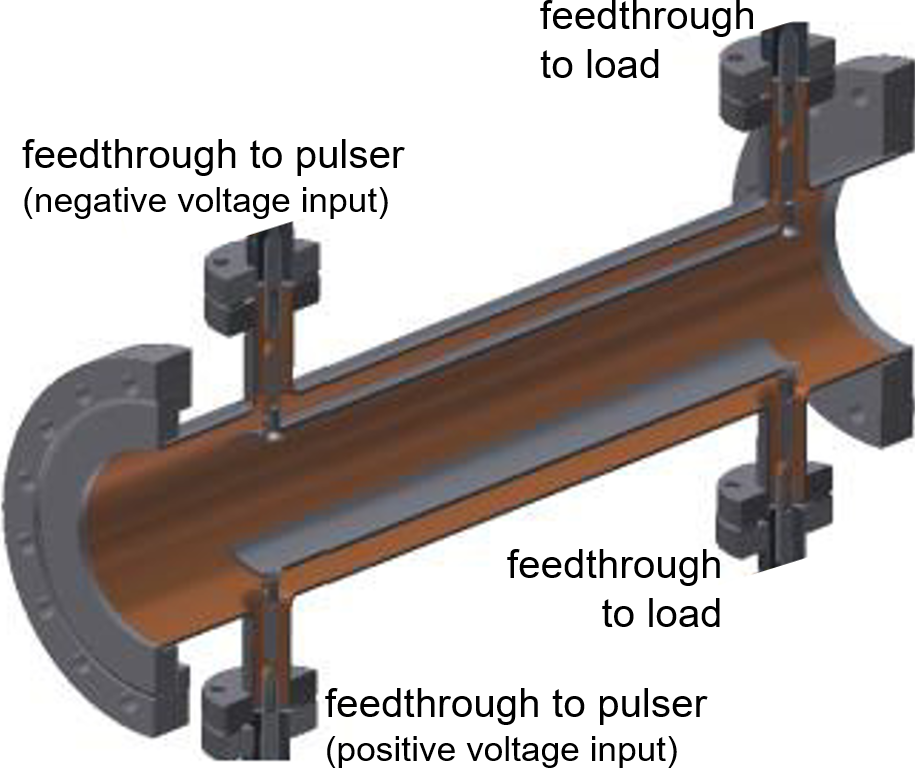 feedthrough
to load
feedthrough to pulser
(negative voltage input)
feedthrough
to load
feedthrough to pulser
(positive voltage input)